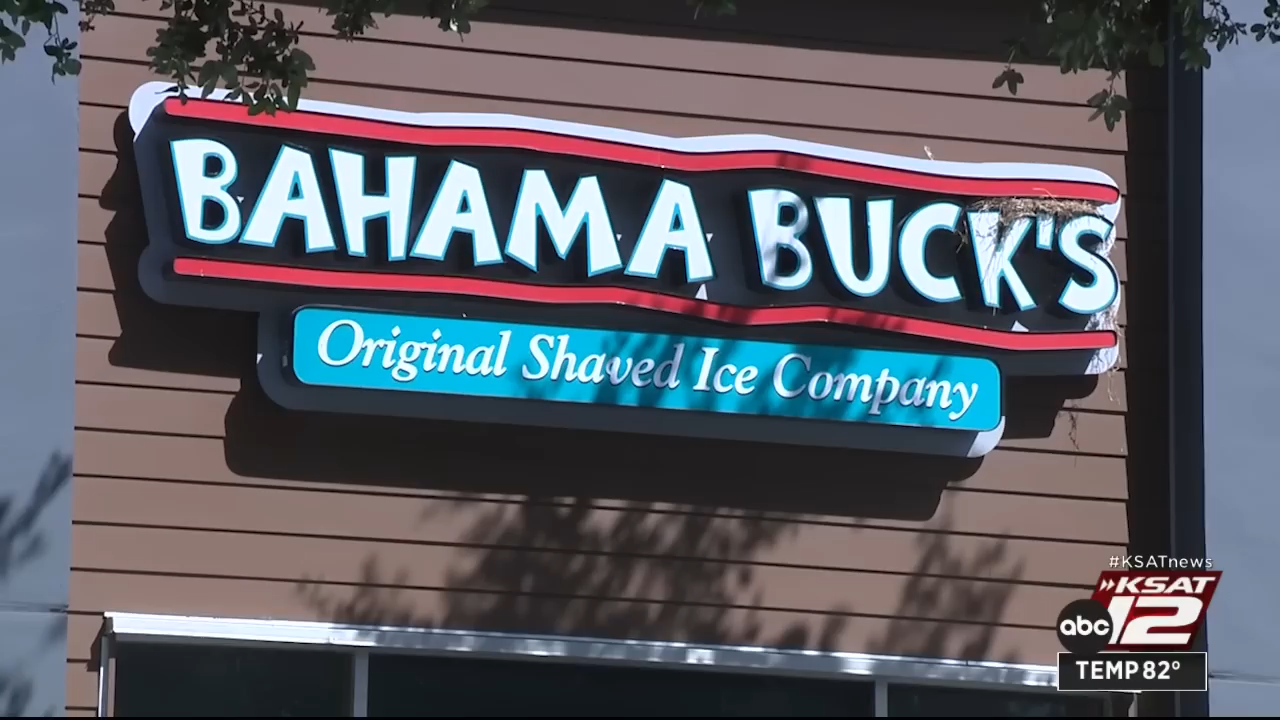 BAHAMA BUCK'S
Original Shaved Ice Company
#KSATnews
»KSAT
abc 12
TEMP 82°